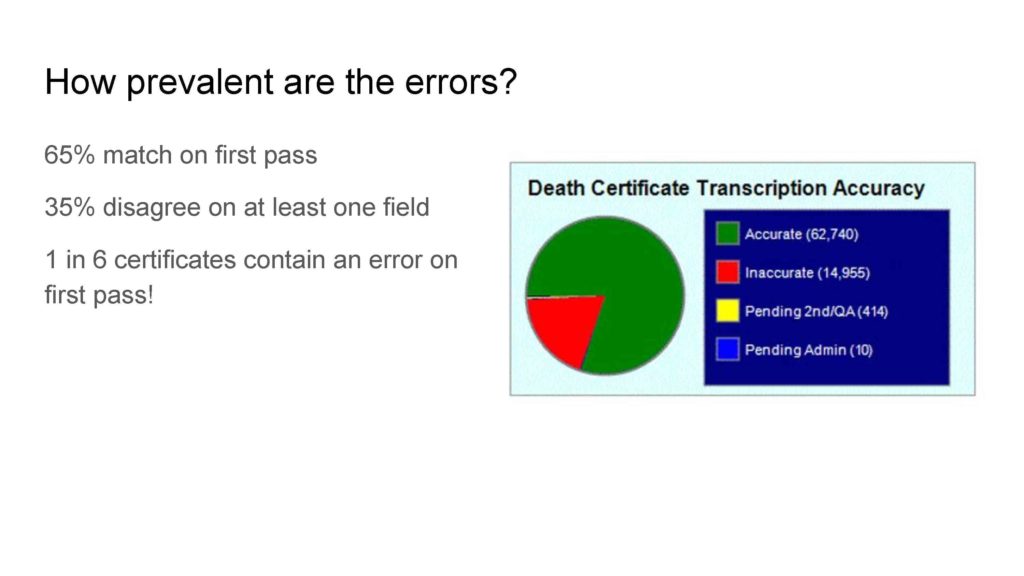 How prevalent are the errors?
65% match on first pass
35% disagree on at least one field
1 in 6 certificates contain an error on
first pass!
Death Certificate Transcription Accuracy
Accurate (62,740)
Inaccurate (14,955)
Pending 2nd/QA (414)
Pending Admin (10)